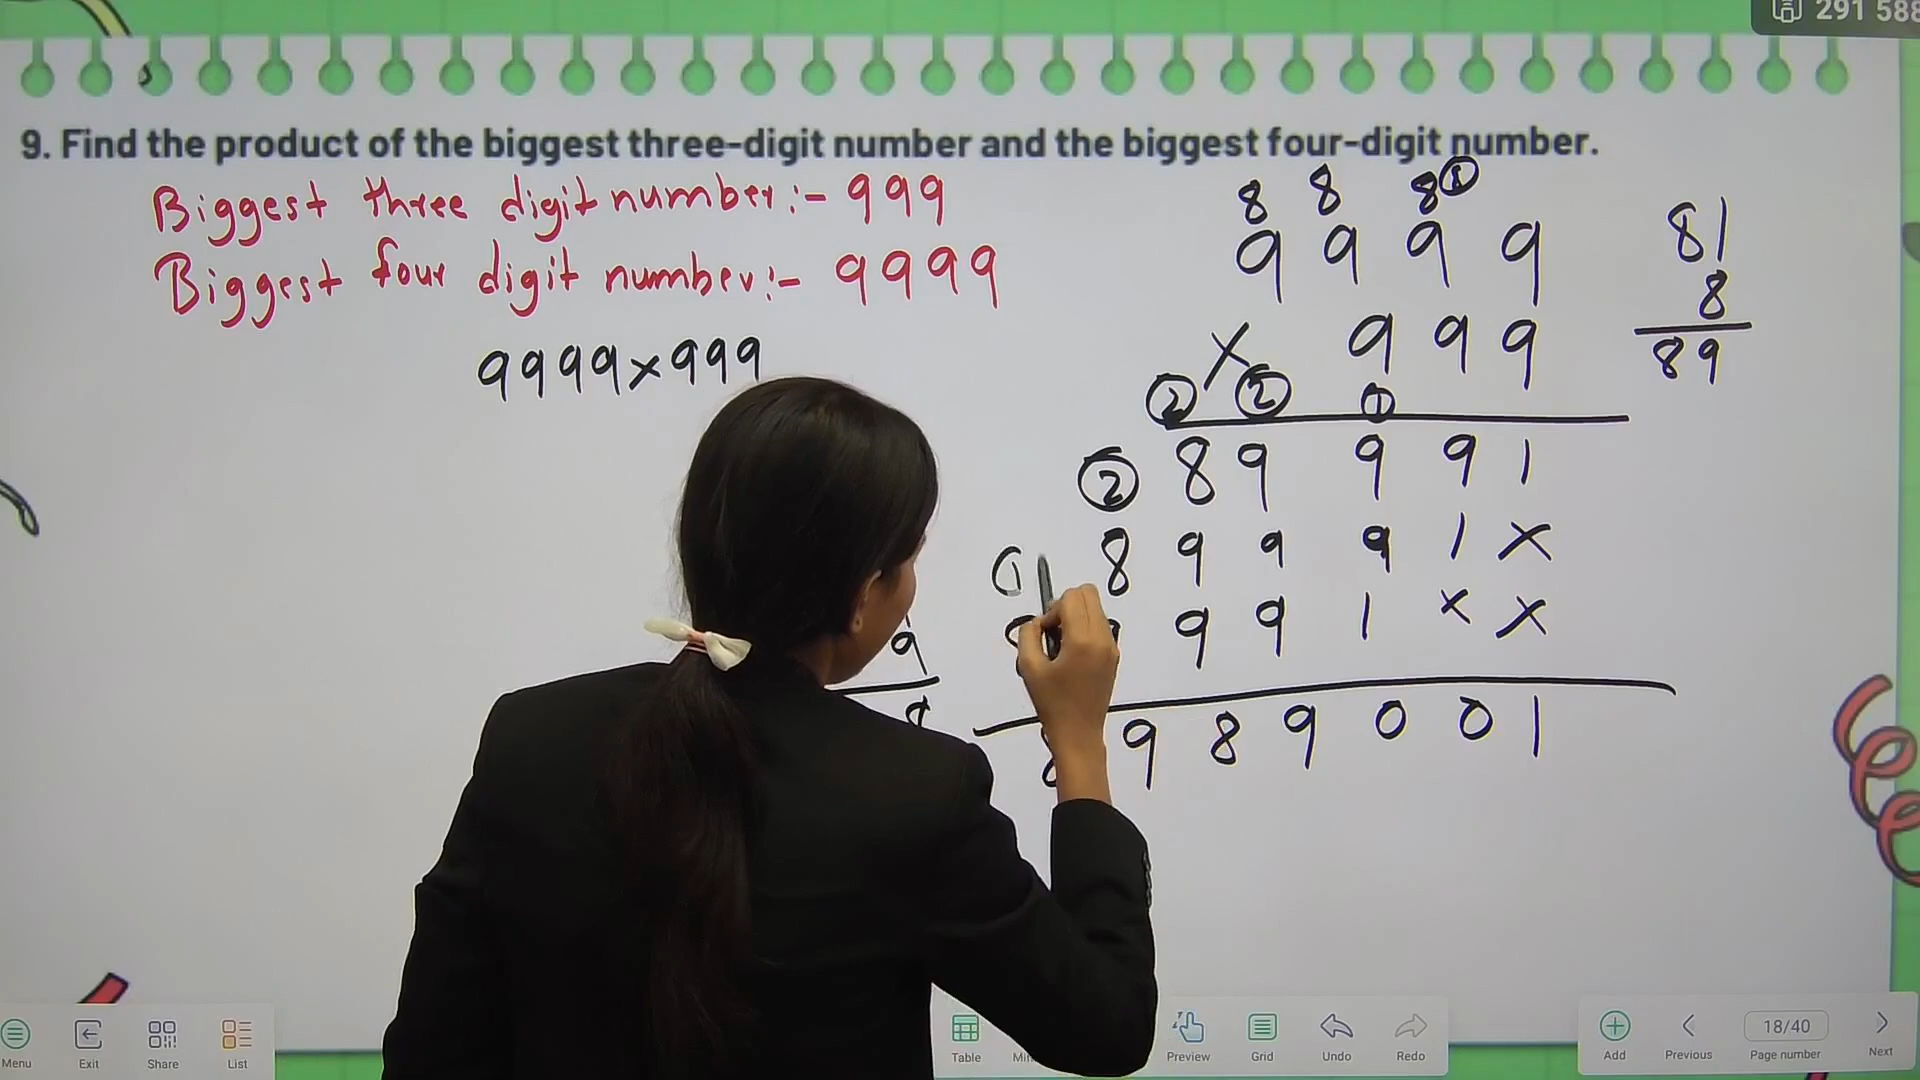 291 588
9. Find the product of the biggest three-digit number and the biggest four-digit number.
Biggest three digit number:- 999
Biggest four digit number:- 9999
9999x999
8 8 8
9 9 9 9
x 9 9 9
2 2 1
2 8 9 9 9 1
8 9 9 9 1 x
9 9 1 x x
9 8 9 0 0 1
81
8
89
9
Menu
Exit
Share
List
Table
Preview
Grid
Undo
Redo
Add
Previous
18/40
Page number
Next